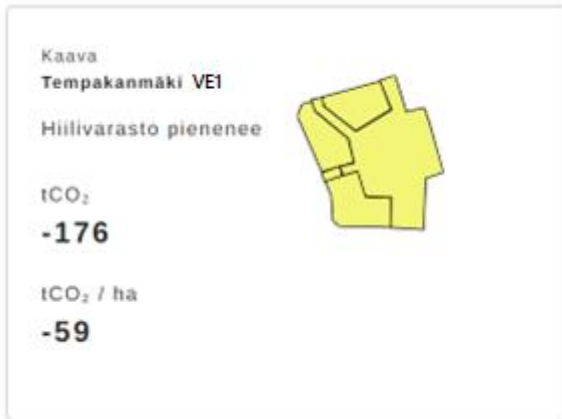 Kaava
Tempakanmäki VE1
Hiilivarasto pienenee
tCO₂
-176
tCO₂ / ha
-59